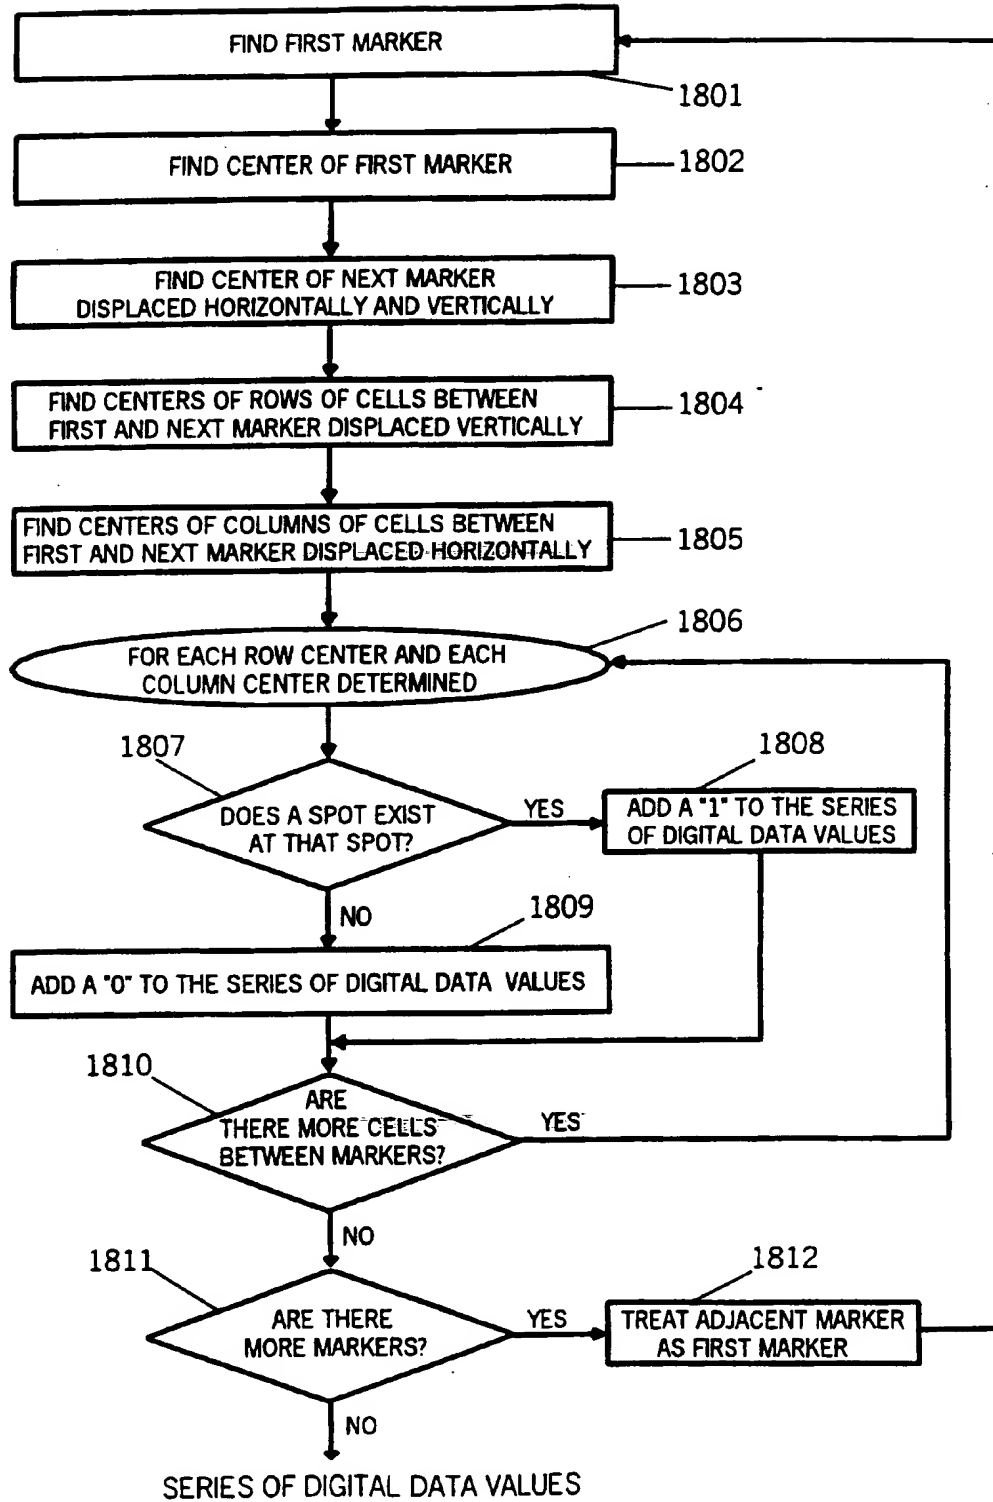 FIND FIRST MARKER
1801
FIND CENTER OF FIRST MARKER
1802
FIND CENTER OF NEXT MARKER
DISPLACED HORIZONTALLY AND VERTICALLY
1803
FIND CENTERS OF ROWS OF CELLS BETWEEN
FIRST AND NEXT MARKER DISPLACED VERTICALLY
1804
FIND CENTERS OF COLUMNS OF CELLS BETWEEN
FIRST AND NEXT MARKER DISPLACED HORIZONTALLY
1805
1806
FOR EACH ROW CENTER AND EACH
COLUMN CENTER DETERMINED
1807
DOES A SPOT EXIST
AT THAT SPOT?
YES
1808
ADD A "1" TO THE SERIES
OF DIGITAL DATA VALUES
NO
1809
ADD A "0" TO THE SERIES OF DIGITAL DATA VALUES
1810
ARE
THERE MORE CELLS
BETWEEN MARKERS?
YES
NO
1811
ARE THERE
MORE MARKERS?
YES
1812
TREAT ADJACENT MARKER
AS FIRST MARKER
NO
SERIES OF DIGITAL DATA VALUES